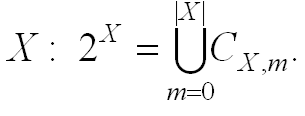 X : 2^X = ⋃_{m=0}^{|X|} C_{X,m}.